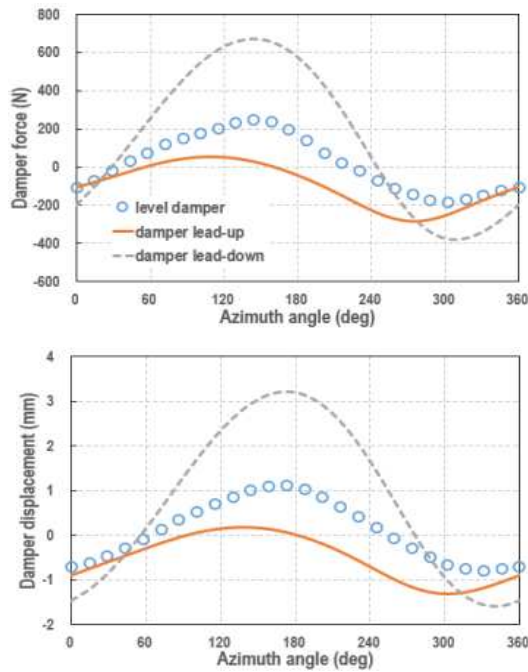 800
600
400
200
0
-200
-400
-600
Damper force (N)
level damper
damper lead-up
damper lead-down
0 60 120 180 240 300 360
Azimuth angle (deg)
4
3
2
1
0
-1
-2
Damper displacement (mm)
0 60 120 180 240 300 360
Azimuth angle (deg)